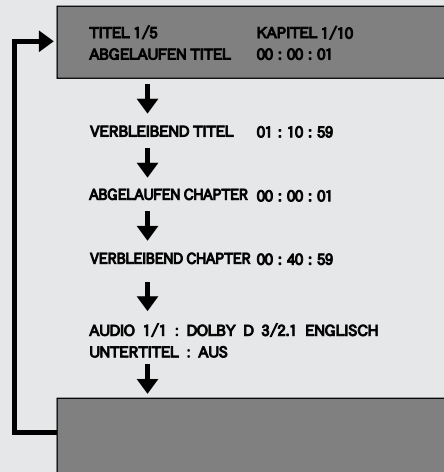 TITEL 1/5 KAPITEL 1/10
ABGELAUFEN TITEL 00 : 00 : 01
VERBLEIBEND TITEL 01 : 10 : 59
ABGELAUFEN CHAPTER 00 : 00 : 01
VERBLEIBEND CHAPTER 00 : 40 : 59
AUDIO 1/1 : DOLBY D 3/2.1 ENGLISCH
UNTERTITEL : AUS